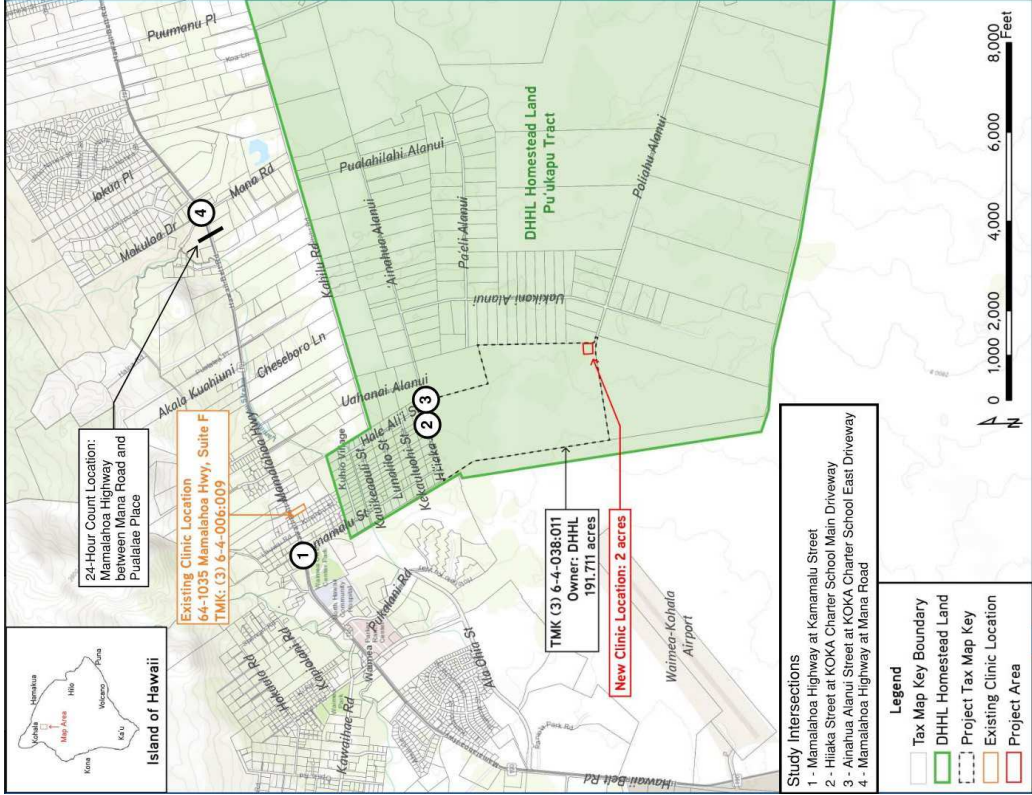 Kohala
Hamakua
Map Area
Hilo
Kona
Puna
Volcano
Ka'u
Island of Hawaii
24-Hour Count Location:
Mamalahoa Highway
between Mana Road and
Pualalae Place
Existing Clinic Location
64-1035 Mamalahoa Hwy, Suite F
TMK: (3) 6-4-006:009
Puumanu Pl
Koa Ln
Iokua Pl
Makulaa Dr
4
Mana Rd
Akala Kuahiuni
Cheseboro Ln
Mamalahoa Hwy
Kahilu Rd
Pualahilahi Alanui
'Ainahua Alanui
Pa'eli Alanui
DHHL Homestead Land
Pu'ukapu Tract
Poliahu Alanui
Uakikoni Alanui
Uahanai Alanui
Kuhio Village
Hale Ali'i St
Kauikeaouli St
Lunalilo St
Kekauluohi St
Hiiaka
1
2
3
Hokuula Rd
Kapiolani Rd
Kawaihae Rd
Pukalani Rd
Ala Ohia St
Hawaii Belt Rd
Waimea-Kohala
Airport
TMK (3) 6-4-038:011
Owner: DHHL
191.711 acres
New Clinic Location: 2 acres
Study Intersections
1 - Mamalahoa Highway at Kamamalu Street
2 - Hiiaka Street at KOKA Charter School Main Driveway
3 - Ainahua Alanui Street at KOKA Charter School East Driveway
4 - Mamalahoa Highway at Mana Road
Legend
Tax Map Key Boundary
DHHL Homestead Land
Project Tax Map Key
Existing Clinic Location
Project Area
N
0 1,000 2,000 4,000 6,000 8,000
Feet